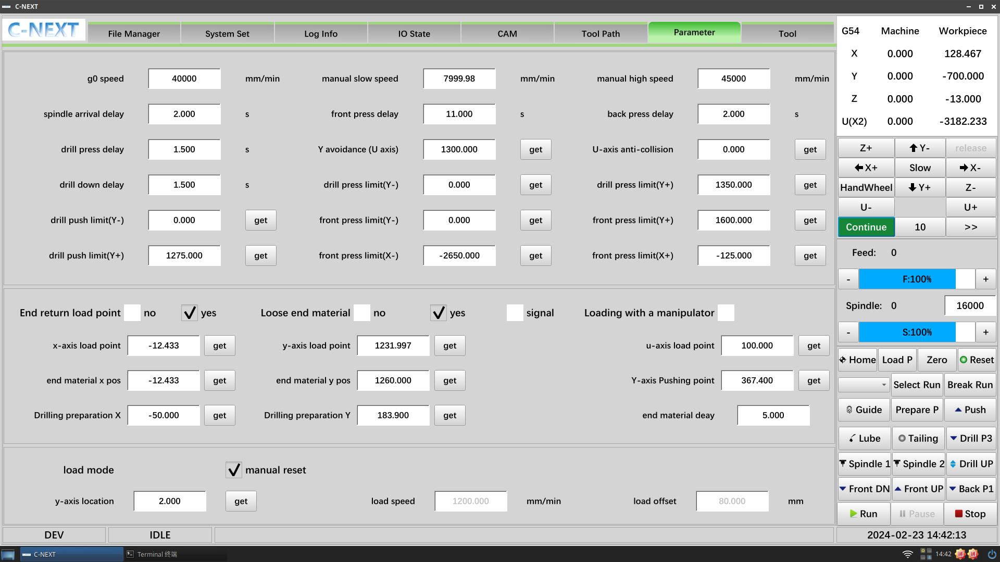 C-NEXT
C-NEXT
File Manager
System Set
Log Info
IO State
CAM
Tool Path
Parameter
Tool
g0 speed 40000 mm/min manual slow speed 7999.98 mm/min manual high speed 45000 mm/min
spindle arrival delay 2.000 s front press delay 11.000 s back press delay 2.000 s
drill press delay 1.500 s Y avoidance (U axis) 1300.000 get U-axis anti-collision 0.000 get
drill down delay 1.500 s drill press limit(Y-) 0.000 get drill press limit(Y+) 1350.000 get
drill push limit(Y-) 0.000 get front press limit(Y-) 0.000 get front press limit(Y+) 1600.000 get
drill push limit(Y+) 1275.000 get front press limit(X-) -2650.000 get front press limit(X+) -125.000 get
End return load point no yes Loose end material no yes signal Loading with a manipulator
x-axis load point -12.433 get y-axis load point 1231.997 get u-axis load point 100.000 get
end material x pos -12.433 get end material y pos 1260.000 get Y-axis Pushing point 367.400 get
Drilling preparation X -50.000 get Drilling preparation Y 183.900 get end material deay 5.000
load mode manual reset
y-axis location 2.000 get load speed 1200.000 mm/min load offset 80.000 mm
DEV IDLE
G54 Machine Workpiece
X 0.000 128.467
Y 0.000 -700.000
Z 0.000 -13.000
U(X2) 0.000 -3182.233
Z+ Y- release
X+ Slow X-
HandWheel Y+ Z-
U- U+
Continue 10 >>
Feed: 0
- F:100% +
Spindle: 0 16000
- S:100% +
Home Load P Zero Reset
Select Run Break Run
Guide Prepare P Push
Lube Tailing Drill P3
Spindle 1 Spindle 2 Drill UP
Front DN Front UP Back P1
Run Pause Stop
2024-02-23 14:42:13
C-NEXT Terminal 终端 14:42 拼 拼